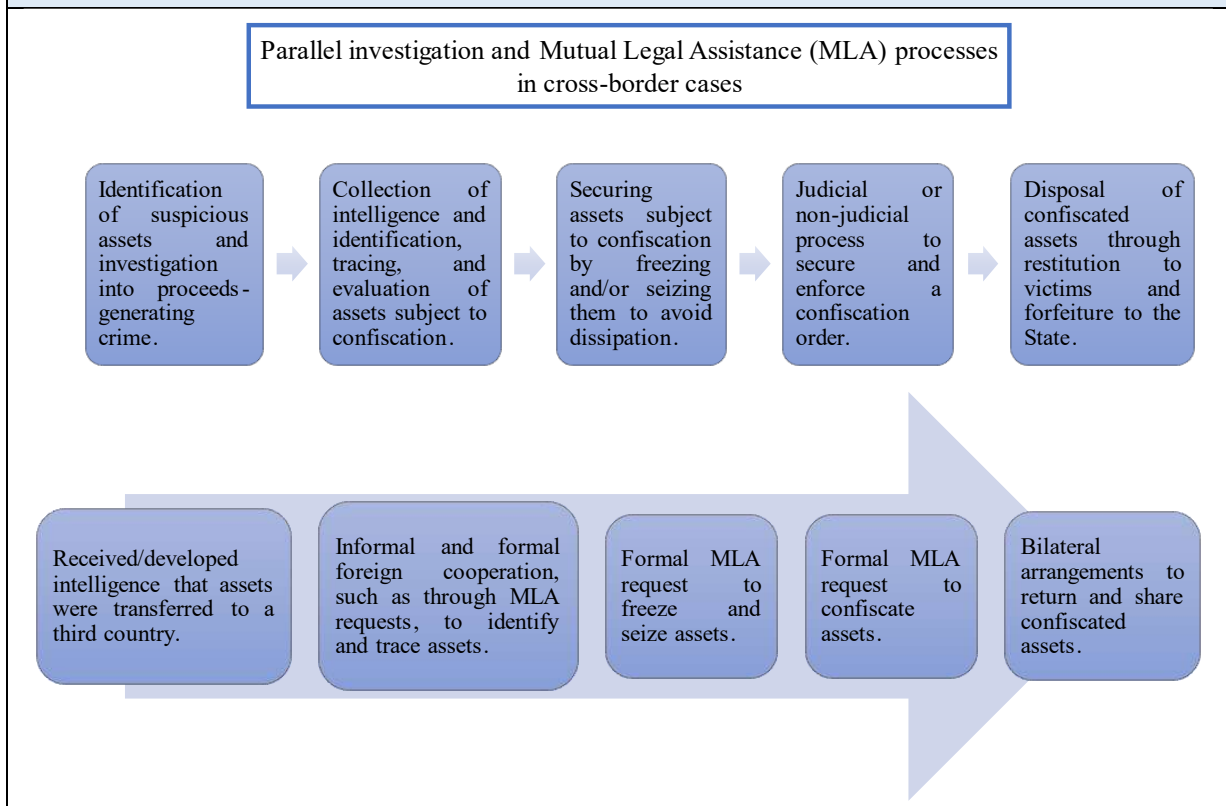 Parallel investigation and Mutual Legal Assistance (MLA) processes
in cross-border cases
Identification
of suspicious
assets and
investigation
into proceeds-
generating
crime.
Collection of
intelligence and
identification,
tracing, and
evaluation of
assets subject to
confiscation.
Securing
assets subject
to confiscation
by freezing
and/or seizing
them to avoid
dissipation.
Judicial or
non-judicial
process to
secure and
enforce a
confiscation
order.
Disposal of
confiscated
assets through
restitution to
victims and
forfeiture to the
State.
Received/developed
intelligence that assets
were transferred to a
third country.
Informal and formal
foreign cooperation,
such as through MLA
requests, to identify
and trace assets.
Formal MLA
request to
freeze and
seize assets.
Formal MLA
request to
confiscate
assets.
Bilateral
arrangements to
return and share
confiscated
assets.